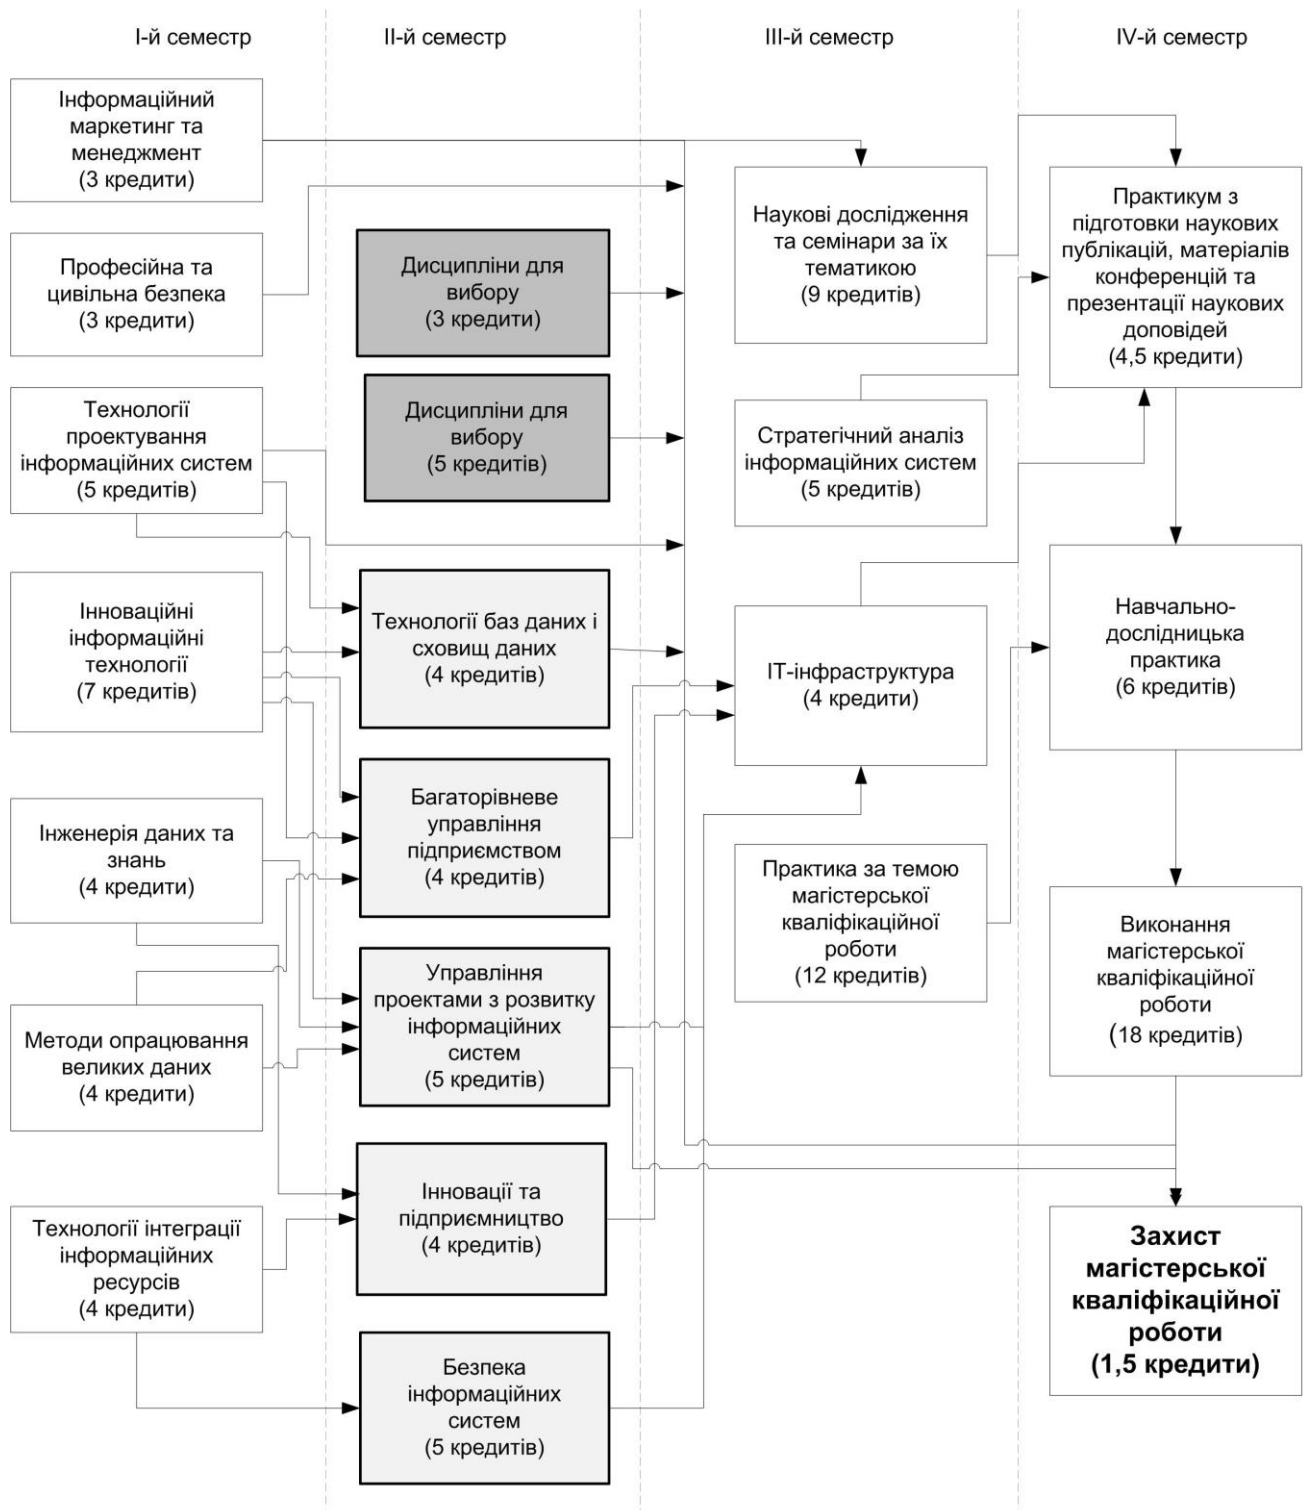 І-й семестр
ІІ-й семестр
ІІІ-й семестр
IV-й семестр
Інформаційний
маркетинг та
менеджмент
(3 кредити)
Професійна та
цивільна безпека
(3 кредити)
Технології
проектування
інформаційних систем
(5 кредитів)
Інноваційні
інформаційні
технології
(7 кредитів)
Інженерія даних та
знань
(4 кредити)
Методи опрацювання
великих даних
(4 кредити)
Технології інтеграції
інформаційних
ресурсів
(4 кредити)
Дисципліни для
вибору
(3 кредити)
Дисципліни для
вибору
(5 кредитів)
Технології баз даних і
сховищ даних
(4 кредитів)
Багаторівневе
управління
підприємством
(4 кредитів)
Управління
проектами з розвитку
інформаційних
систем
(5 кредитів)
Інновації та
підприємництво
(4 кредитів)
Безпека
інформаційних
систем
(5 кредитів)
Наукові дослідження
та семінари за їх
тематикою
(9 кредитів)
Стратегічний аналіз
інформаційних систем
(5 кредитів)
ІТ-інфраструктура
(4 кредити)
Практика за темою
магістерської
кваліфікаційної
роботи
(12 кредитів)
Практикум з
підготовки наукових
публікацій, матеріалів
конференцій та
презентації наукових
доповідей
(4,5 кредити)
Навчально-
дослідницька
практика
(6 кредитів)
Виконання
магістерської
кваліфікаційної
роботи
(18 кредитів)
Захист
магістерської
кваліфікаційної
роботи
(1,5 кредити)